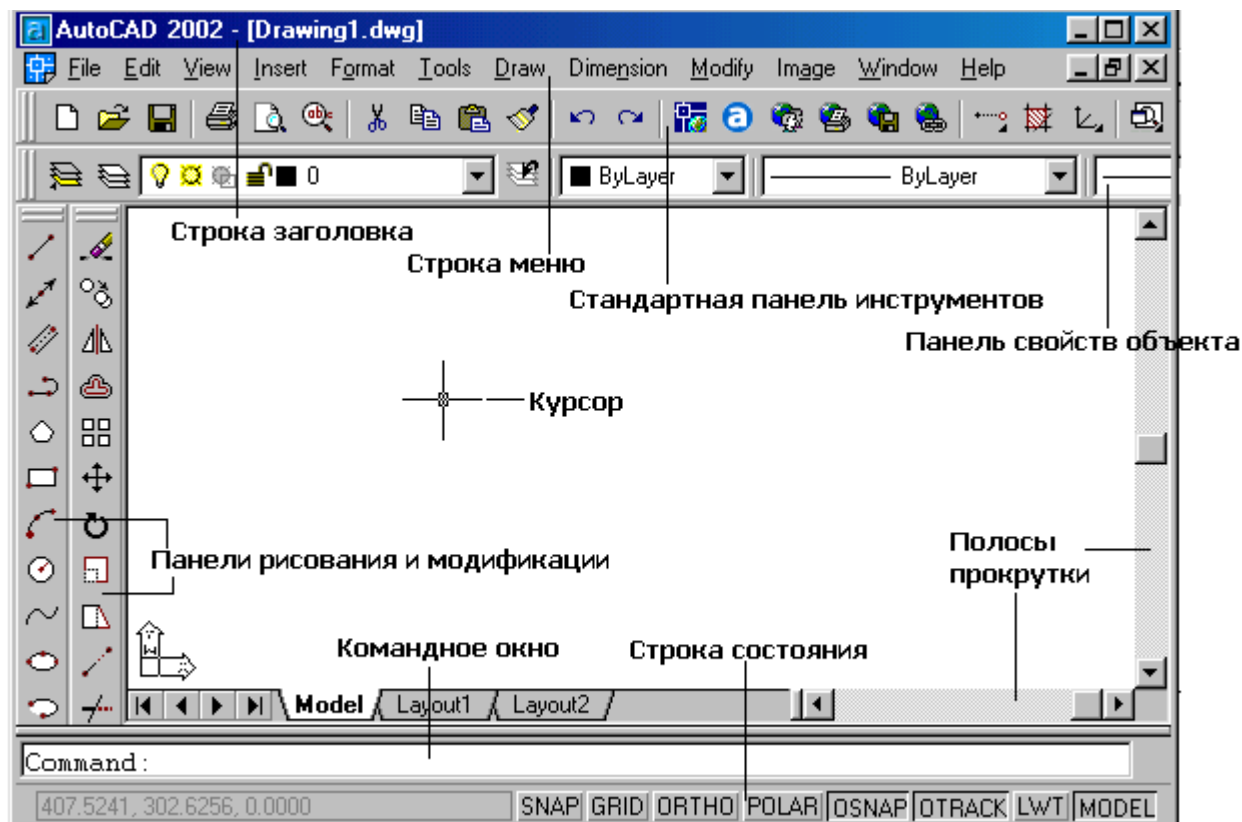 AutoCAD 2002 - [Drawing1.dwg]
File Edit View Insert Format Tools Draw Dimension Modify Image Window Help
0 ByLayer ByLayer
Строка заголовка
Строка меню
Стандартная панель инструментов
Панель свойств объекта
Курсор
Панели рисования и модификации
Полосы
прокрутки
Командное окно
Строка состояния
Model Layout1 Layout2
Command:
407.5241, 302.6256, 0.0000 SNAP GRID ORTHO POLAR OSNAP OTRACK LWT MODEL